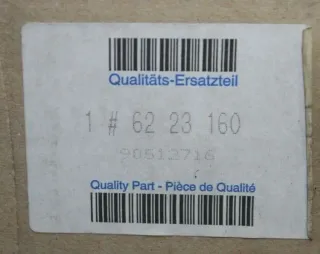 Qualitäts-Ersatzteil
1 # 62 23 160
90512716
Quality Part - Pièce de Qualité